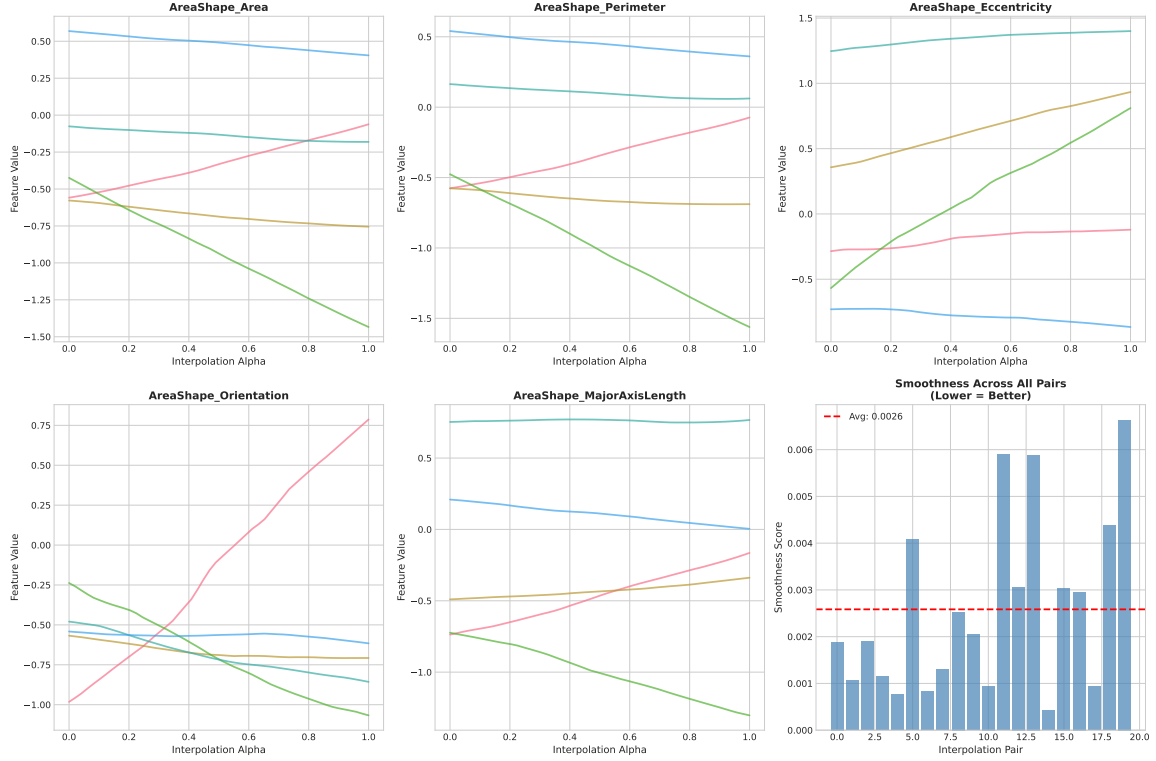 AreaShape_Area
Feature Value
0.50
0.25
0.00
−0.25
−0.50
−0.75
−1.00
−1.25
−1.50
0.0 0.2 0.4 0.6 0.8 1.0
Interpolation Alpha
AreaShape_Perimeter
Feature Value
0.5
0.0
−0.5
−1.0
−1.5
0.0 0.2 0.4 0.6 0.8 1.0
Interpolation Alpha
AreaShape_Eccentricity
Feature Value
1.5
1.0
0.5
0.0
−0.5
0.0 0.2 0.4 0.6 0.8 1.0
Interpolation Alpha
AreaShape_Orientation
Feature Value
0.75
0.50
0.25
0.00
−0.25
−0.50
−0.75
−1.00
0.0 0.2 0.4 0.6 0.8 1.0
Interpolation Alpha
AreaShape_MajorAxisLength
Feature Value
0.5
0.0
−0.5
−1.0
0.0 0.2 0.4 0.6 0.8 1.0
Interpolation Alpha
Smoothness Across All Pairs
(Lower = Better)
Avg: 0.0026
Smoothness Score
0.006
0.005
0.004
0.003
0.002
0.001
0.000
0.0 2.5 5.0 7.5 10.0 12.5 15.0 17.5 20.0
Interpolation Pair